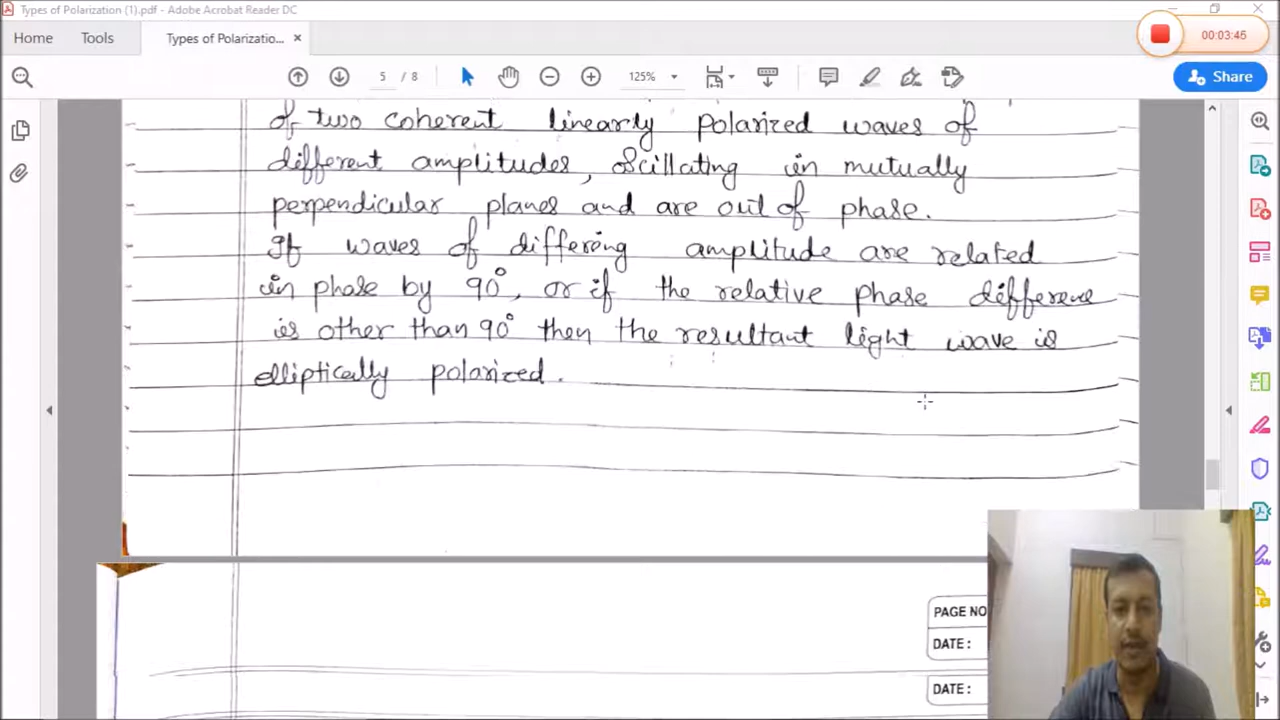 Types of Polarization (1).pdf - Adobe Acrobat Reader DC
Home
Tools
Types of Polarizatio...
00:03:45
5 / 8
125%
Share
of two coherent linearly polarized waves of
different amplitudes, oscillating in mutually
perpendicular planes and are out of phase.
If waves of differing amplitude are related
in phase by 90°, or if the relative phase difference
is other than 90° then the resultant light wave is
elliptically polarized.
PAGE NO
DATE:
DATE: